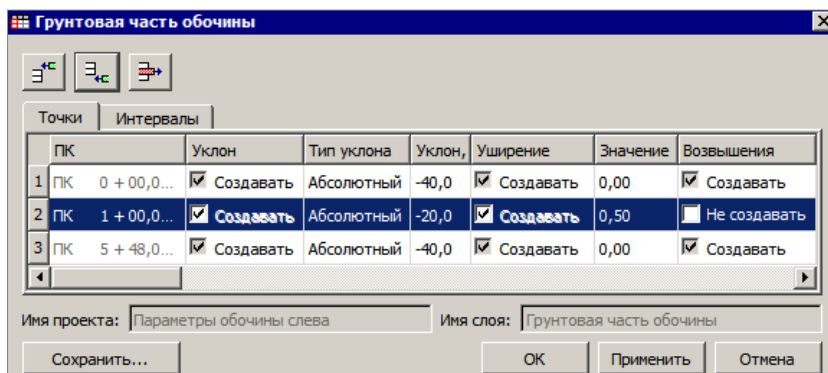 Грунтовая часть обочины
Точки Интервалы
ПК Уклон Тип уклона Уклон, Уширение Значение Возвышения
1 ПК 0 + 00,0... Создавать Абсолютный -40,0 Создавать 0,00 Создавать
2 ПК 1 + 00,0... Создавать Абсолютный -20,0 Создавать 0,50 Не создавать
3 ПК 5 + 48,0... Создавать Абсолютный -40,0 Создавать 0,00 Создавать
Имя проекта: Параметры обочины слева Имя слоя: Грунтовая часть обочины
Сохранить... ОК Применить Отмена